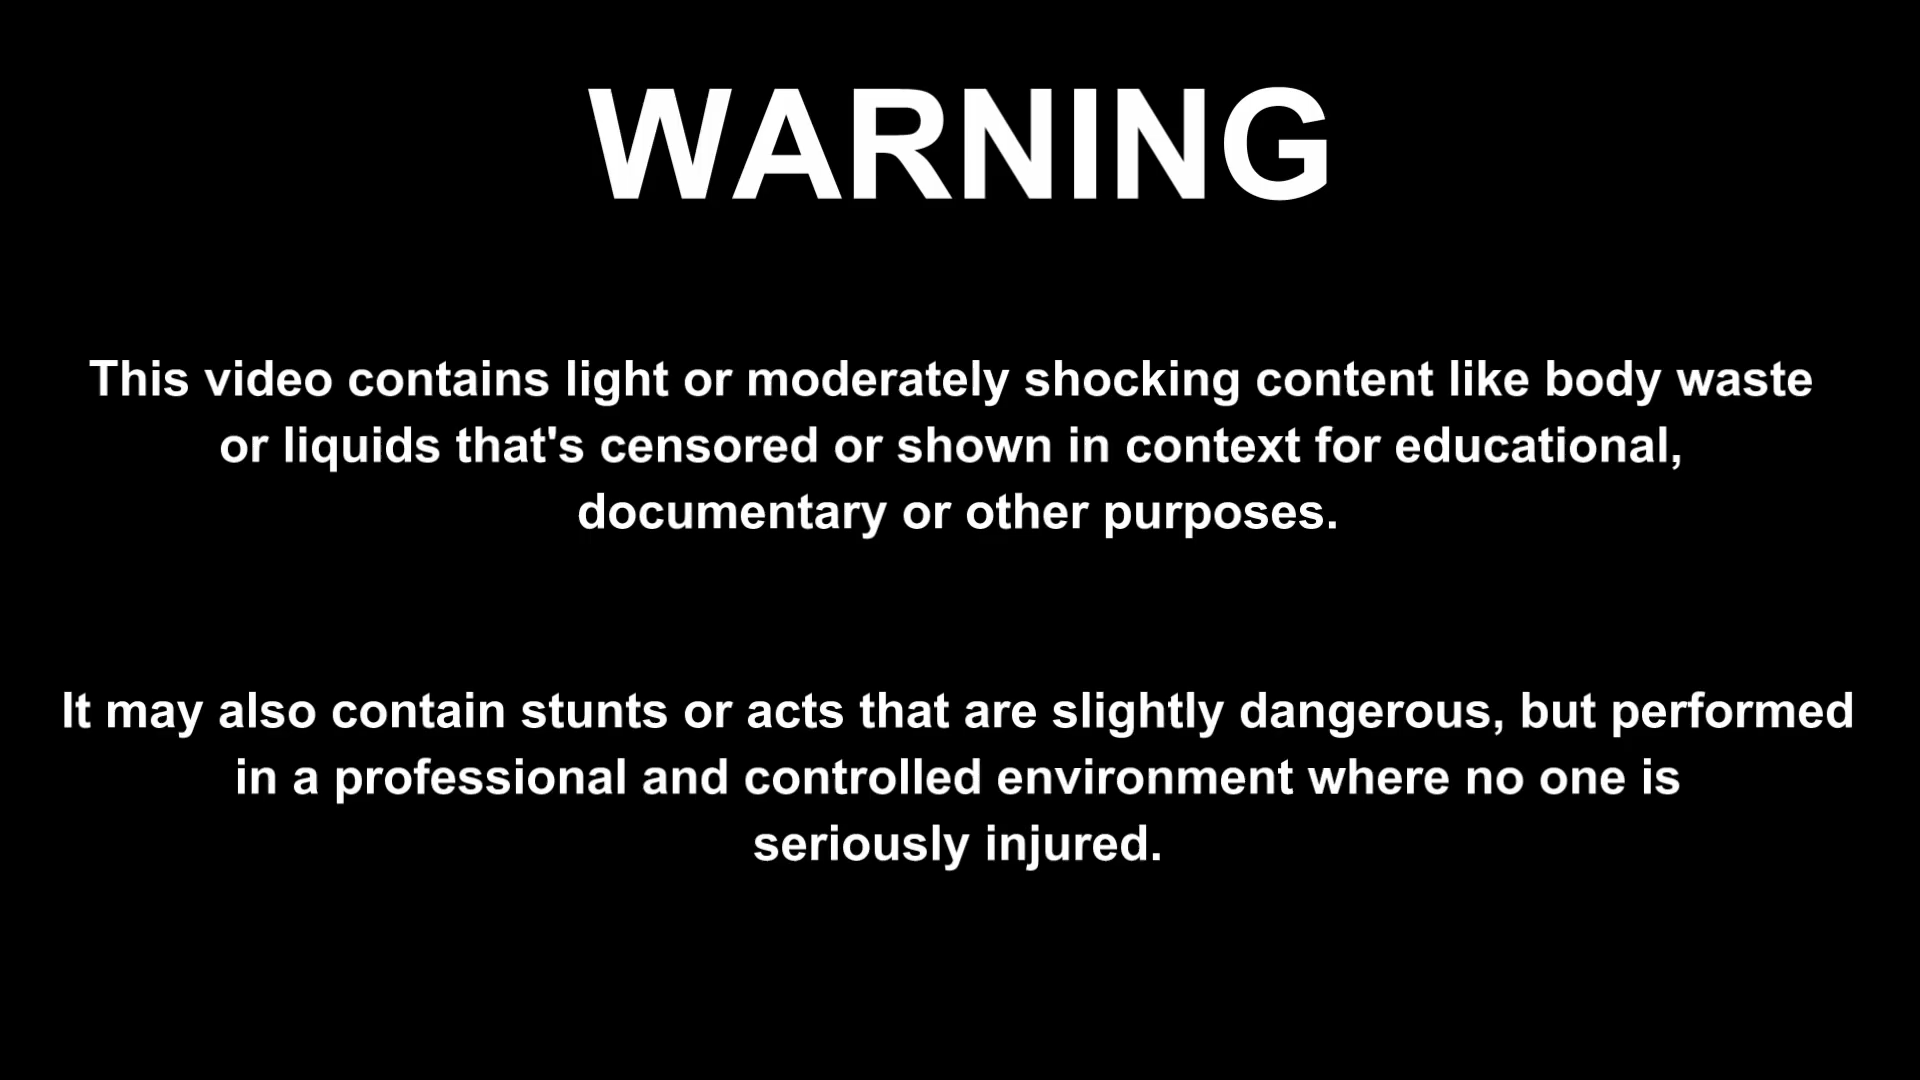 WARNING
This video contains light or moderately shocking content like body waste
or liquids that's censored or shown in context for educational,
documentary or other purposes.
It may also contain stunts or acts that are slightly dangerous, but performed
in a professional and controlled environment where no one is
seriously injured.